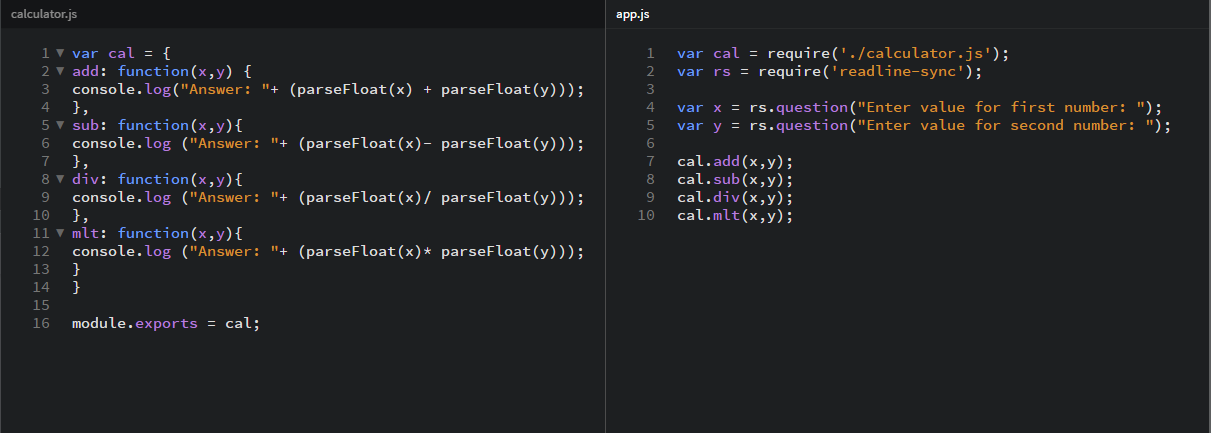 calculator.js
1 var cal = {
2 add: function(x,y) {
3 console.log("Answer: "+ (parseFloat(x) + parseFloat(y)));
4 },
5 sub: function(x,y){
6 console.log ("Answer: "+ (parseFloat(x)- parseFloat(y)));
7 },
8 div: function(x,y){
9 console.log ("Answer: "+ (parseFloat(x)/ parseFloat(y)));
10 },
11 mlt: function(x,y){
12 console.log ("Answer: "+ (parseFloat(x)* parseFloat(y)));
13 }
14 }
15
16 module.exports = cal;
app.js
1 var cal = require('./calculator.js');
2 var rs = require('readline-sync');
3
4 var x = rs.question("Enter value for first number: ");
5 var y = rs.question("Enter value for second number: ");
6
7 cal.add(x,y);
8 cal.sub(x,y);
9 cal.div(x,y);
10 cal.mlt(x,y);